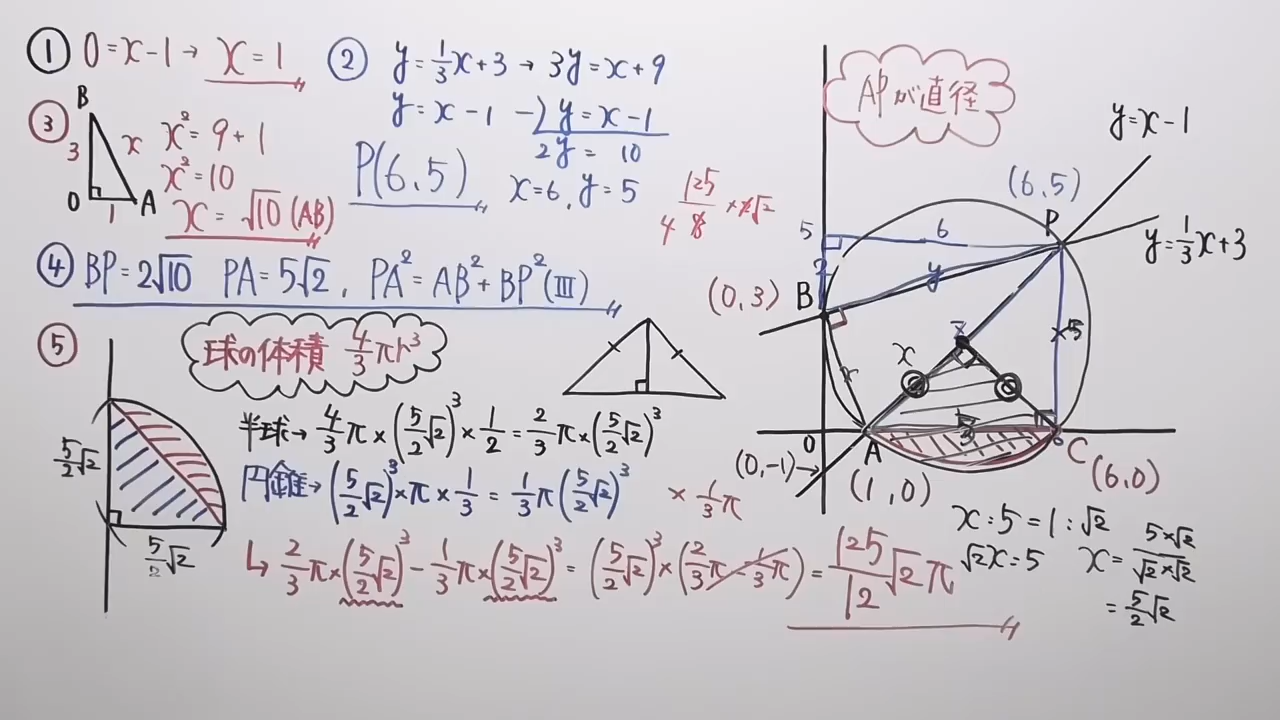 ① 0=x-1→ x=1
② y=1/3x+3→3y=x+9
y=x-1 -) y=x-1
2y= 10
P(6,5) x=6, y=5
③ B 3 x O 1 A
x²=9+1
x²=10
x=√10 (AB)
125/8 ×2√2
4
④ BP=2√10 PA=5√2, PA²=AB²+BP²(Ⅲ)
⑤ 球の体積 4/3πr³
5/2√2
5/2√2
半球→ 4/3π×(5/2√2)³×1/2=2/3π×(5/2√2)³
円錐→(5/2√2)³×π×1/3=1/3π(5/2√2)³ ×1/3π
↳ 2/3π×(5/2√2)³-1/3π×(5/2√2)³=(5/2√2)³×(2/3π-1/3π)=125/12√2π
APが直径
y=x-1
(6,5)
P
y=1/3x+3
5 6
2 y
B (0,3)
x 5
x
0 A C
(0,-1)→ (1,0) (6,0)
x:5=1:√2
√2x=5 x=5×√2/√2×√2
=5/2√2